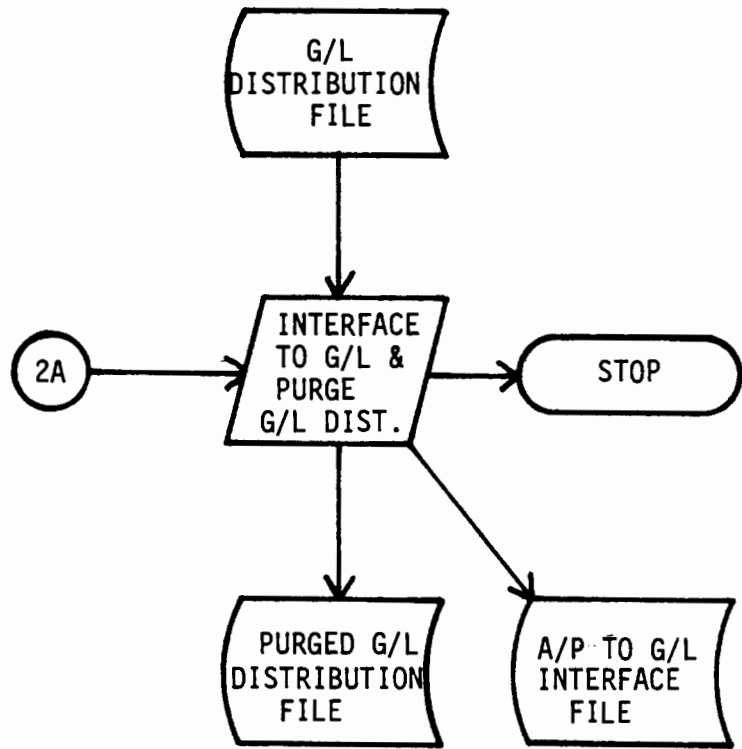 G/L
DISTRIBUTION
FILE
2A
INTERFACE
TO G/L &
PURGE
G/L DIST.
STOP
PURGED G/L
DISTRIBUTION
FILE
A/P TO G/L
INTERFACE
FILE